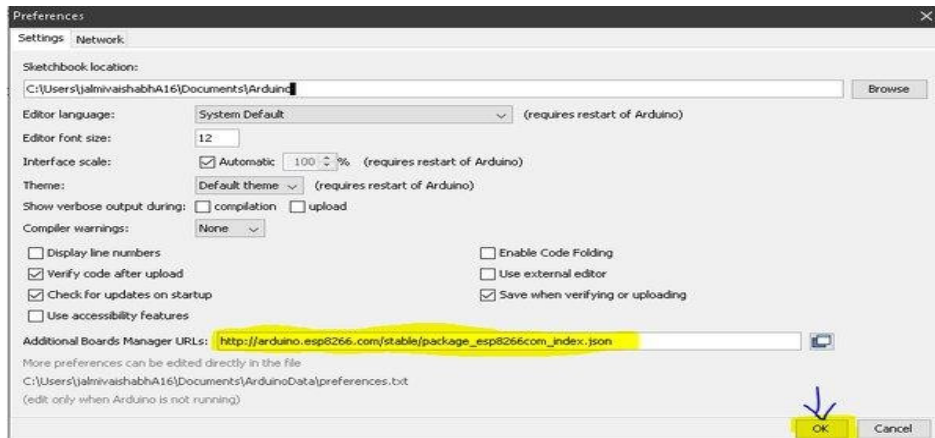 Preferences
Settings Network
Sketchbook location:
C:\Users\jalmivaishabhA16\Documents\Arduino Browse
Editor language: System Default (requires restart of Arduino)
Editor font size: 12
Interface scale: Automatic 100 % (requires restart of Arduino)
Theme: Default theme (requires restart of Arduino)
Show verbose output during: compilation upload
Compiler warnings: None
Display line numbers Enable Code Folding
Verify code after upload Use external editor
Check for updates on startup Save when verifying or uploading
Use accessibility features
Additional Boards Manager URLs: http://arduino.esp8266.com/stable/package_esp8266com_index.json
More preferences can be edited directly in the file
C:\Users\jalmivaishabhA16\Documents\ArduinoData\preferences.txt
(edit only when Arduino is not running)
OK Cancel